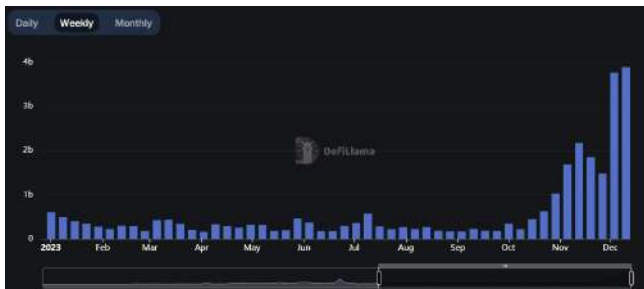 Daily Weekly Monthly
4b
3b
2b
1b
0
DefiLlama
2023 Feb Mar Apr May Jun Jul Aug Sep Oct Nov Dec